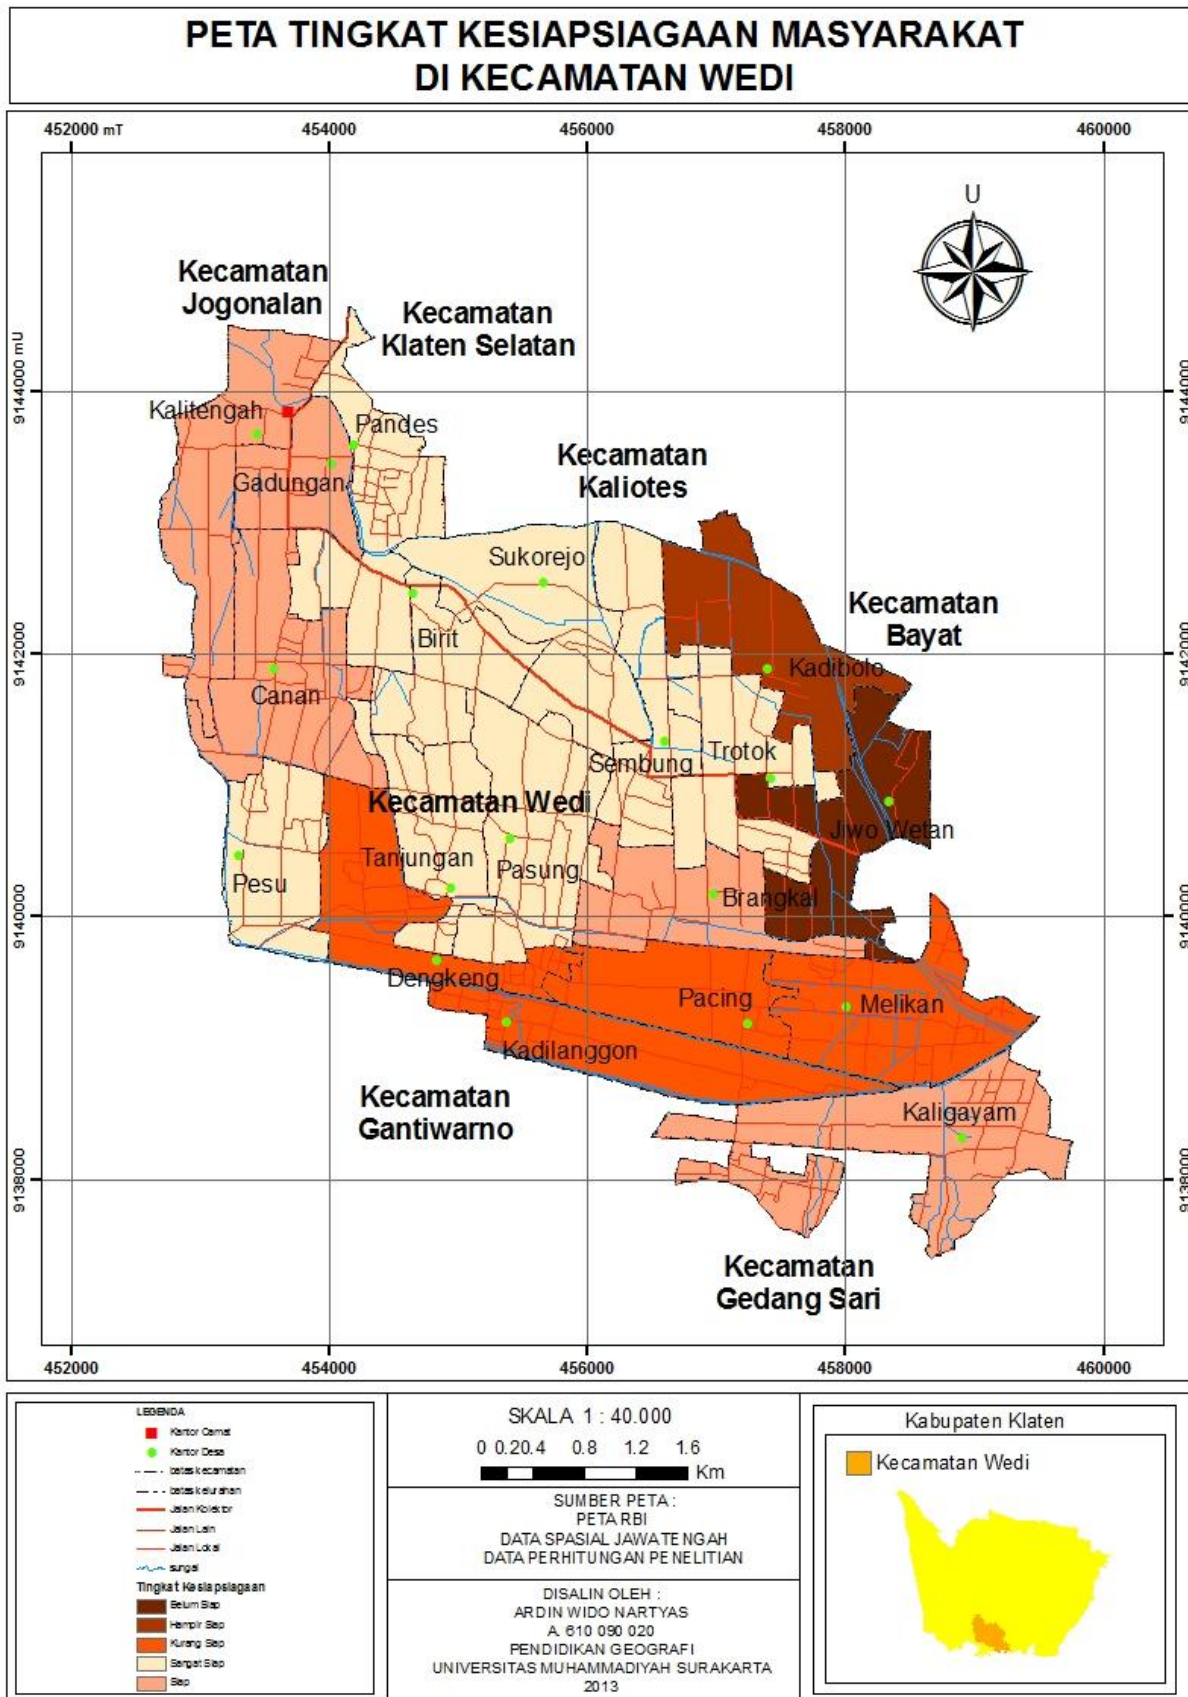 PETA TINGKAT KESIAPSIAGAAN MASYARAKAT
DI KECAMATAN WEDI
452000 mT
454000
456000
458000
460000
Kecamatan
Jogonalan
Kecamatan
Klaten Selatan
U
9144000 mU
9144000
Kalitengah
Pandes
Gadungan
Kecamatan
Kaliotes
Sukorejo
Kecamatan
Bayat
9142000
9142000
Birit
Kadibolo
Canan
Sembung
Trotok
Kecamatan Wedi
Jiwo Wetan
Tanjungan
Pasung
Pesu
Brangkal
9140000
9140000
Dengkeng
Pacing
Melikan
Kadilanggon
Kecamatan
Gantiwarno
Kaligayam
9138000
9138000
Kecamatan
Gedang Sari
452000
454000
456000
458000
460000
LEGENDA
Kantor Camat
Kantor Desa
batas kecamatan
batas kelurahan
Jalan Kolektor
Jalan Lain
Jalan Lokal
sungai
Tingkat Kesiapsiagaan
Belum Siap
Hampir Siap
Kurang Siap
Sangat Siap
Siap
SKALA 1 : 40.000
0 0.20.4 0.8 1.2 1.6
Km
SUMBER PETA :
PETA RBI
DATA SPASIAL JAWA TENGAH
DATA PERHITUNGAN PENELITIAN
DISALIN OLEH :
ARDIN WIDO NARTYAS
A. 610 090 020
PENDIDIKAN GEOGRAFI
UNIVERSITAS MUHAMMADIYAH SURAKARTA
2013
Kabupaten Klaten
Kecamatan Wedi